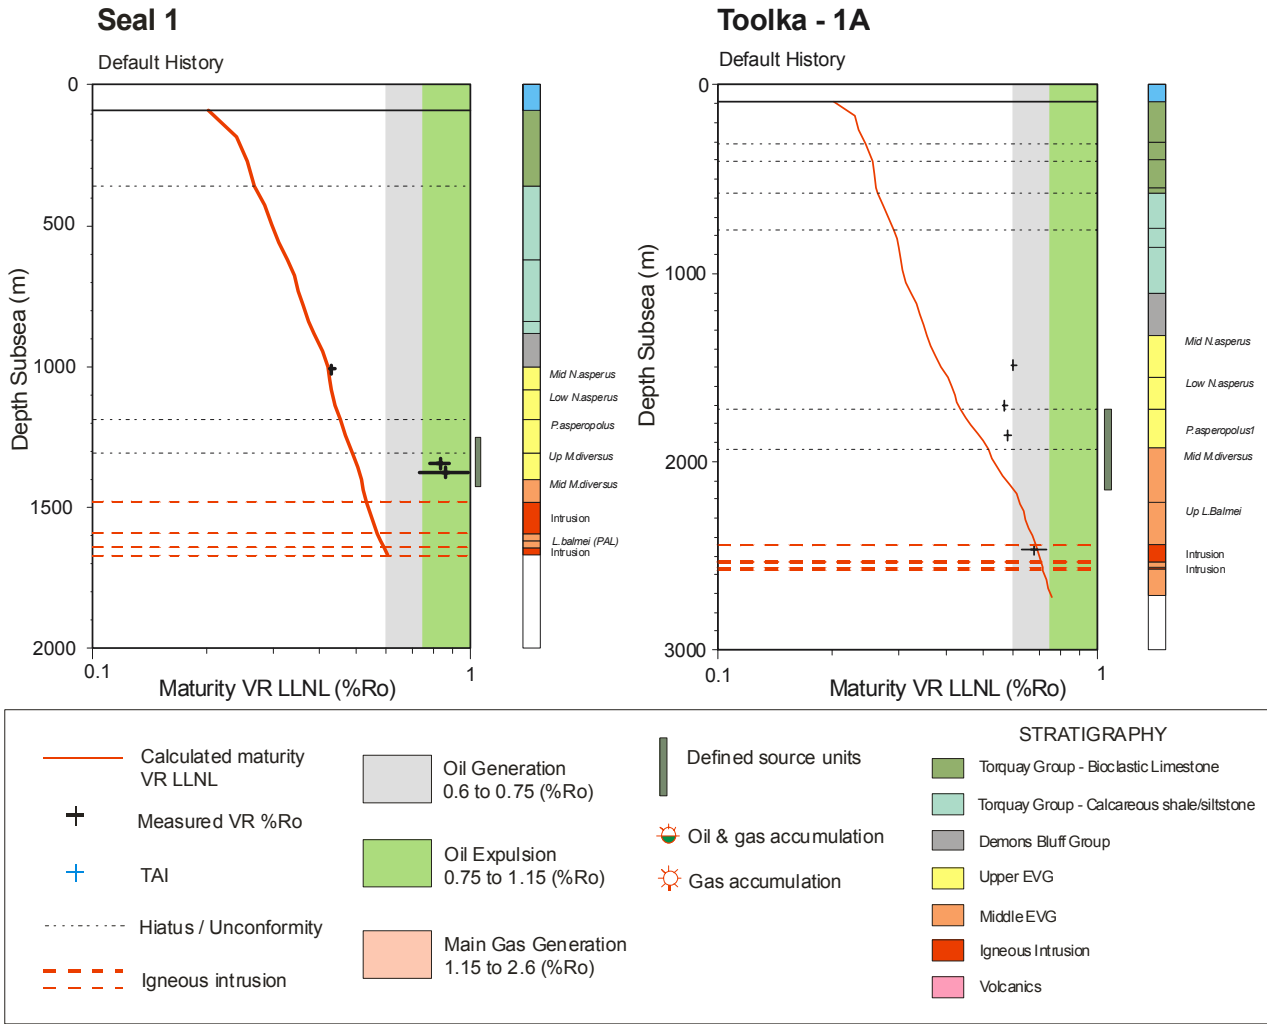 Seal 1
Default History
0
500
1000
1500
2000
Depth Subsea (m)
0.1
1
Maturity VR LLNL (%Ro)
Mid N.asperus
Low N.asperus
P.asperopolus
Up M.diversus
Mid M.diversus
Intrusion
L.balmei (PAL)
Intrusion
Toolka - 1A
Default History
0
1000
2000
3000
Depth Subsea (m)
0.1
1
Maturity VR LLNL (%Ro)
Mid N.asperus
Low N.asperus
P.asperopolus1
Mid M.diversus
Up L.Balmei
Intrusion
Intrusion
Calculated maturity
VR LLNL
Measured VR %Ro
TAI
Hiatus / Unconformity
Igneous intrusion
Oil Generation
0.6 to 0.75 (%Ro)
Oil Expulsion
0.75 to 1.15 (%Ro)
Main Gas Generation
1.15 to 2.6 (%Ro)
Defined source units
Oil & gas accumulation
Gas accumulation
STRATIGRAPHY
Torquay Group - Bioclastic Limestone
Torquay Group - Calcareous shale/siltstone
Demons Bluff Group
Upper EVG
Middle EVG
Igneous Intrusion
Volcanics